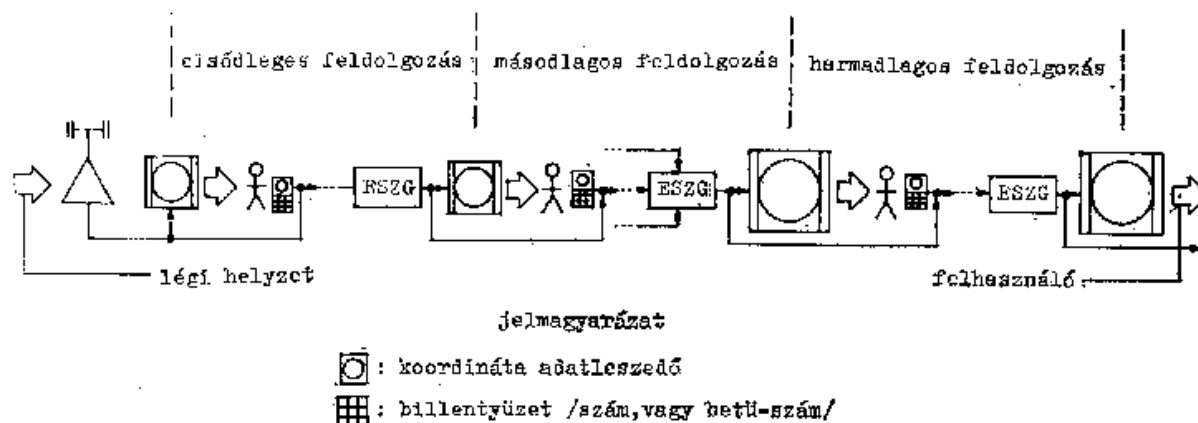 elsődleges feldolgozás másodlagos feldolgozás harmadlagos feldolgozás
ESZG ESZG ESZG
légi helyzet felhasználó
jelmagyarázat
: koordináta adatleszedő
: billentyüzet /szám,vagy betü-szám/